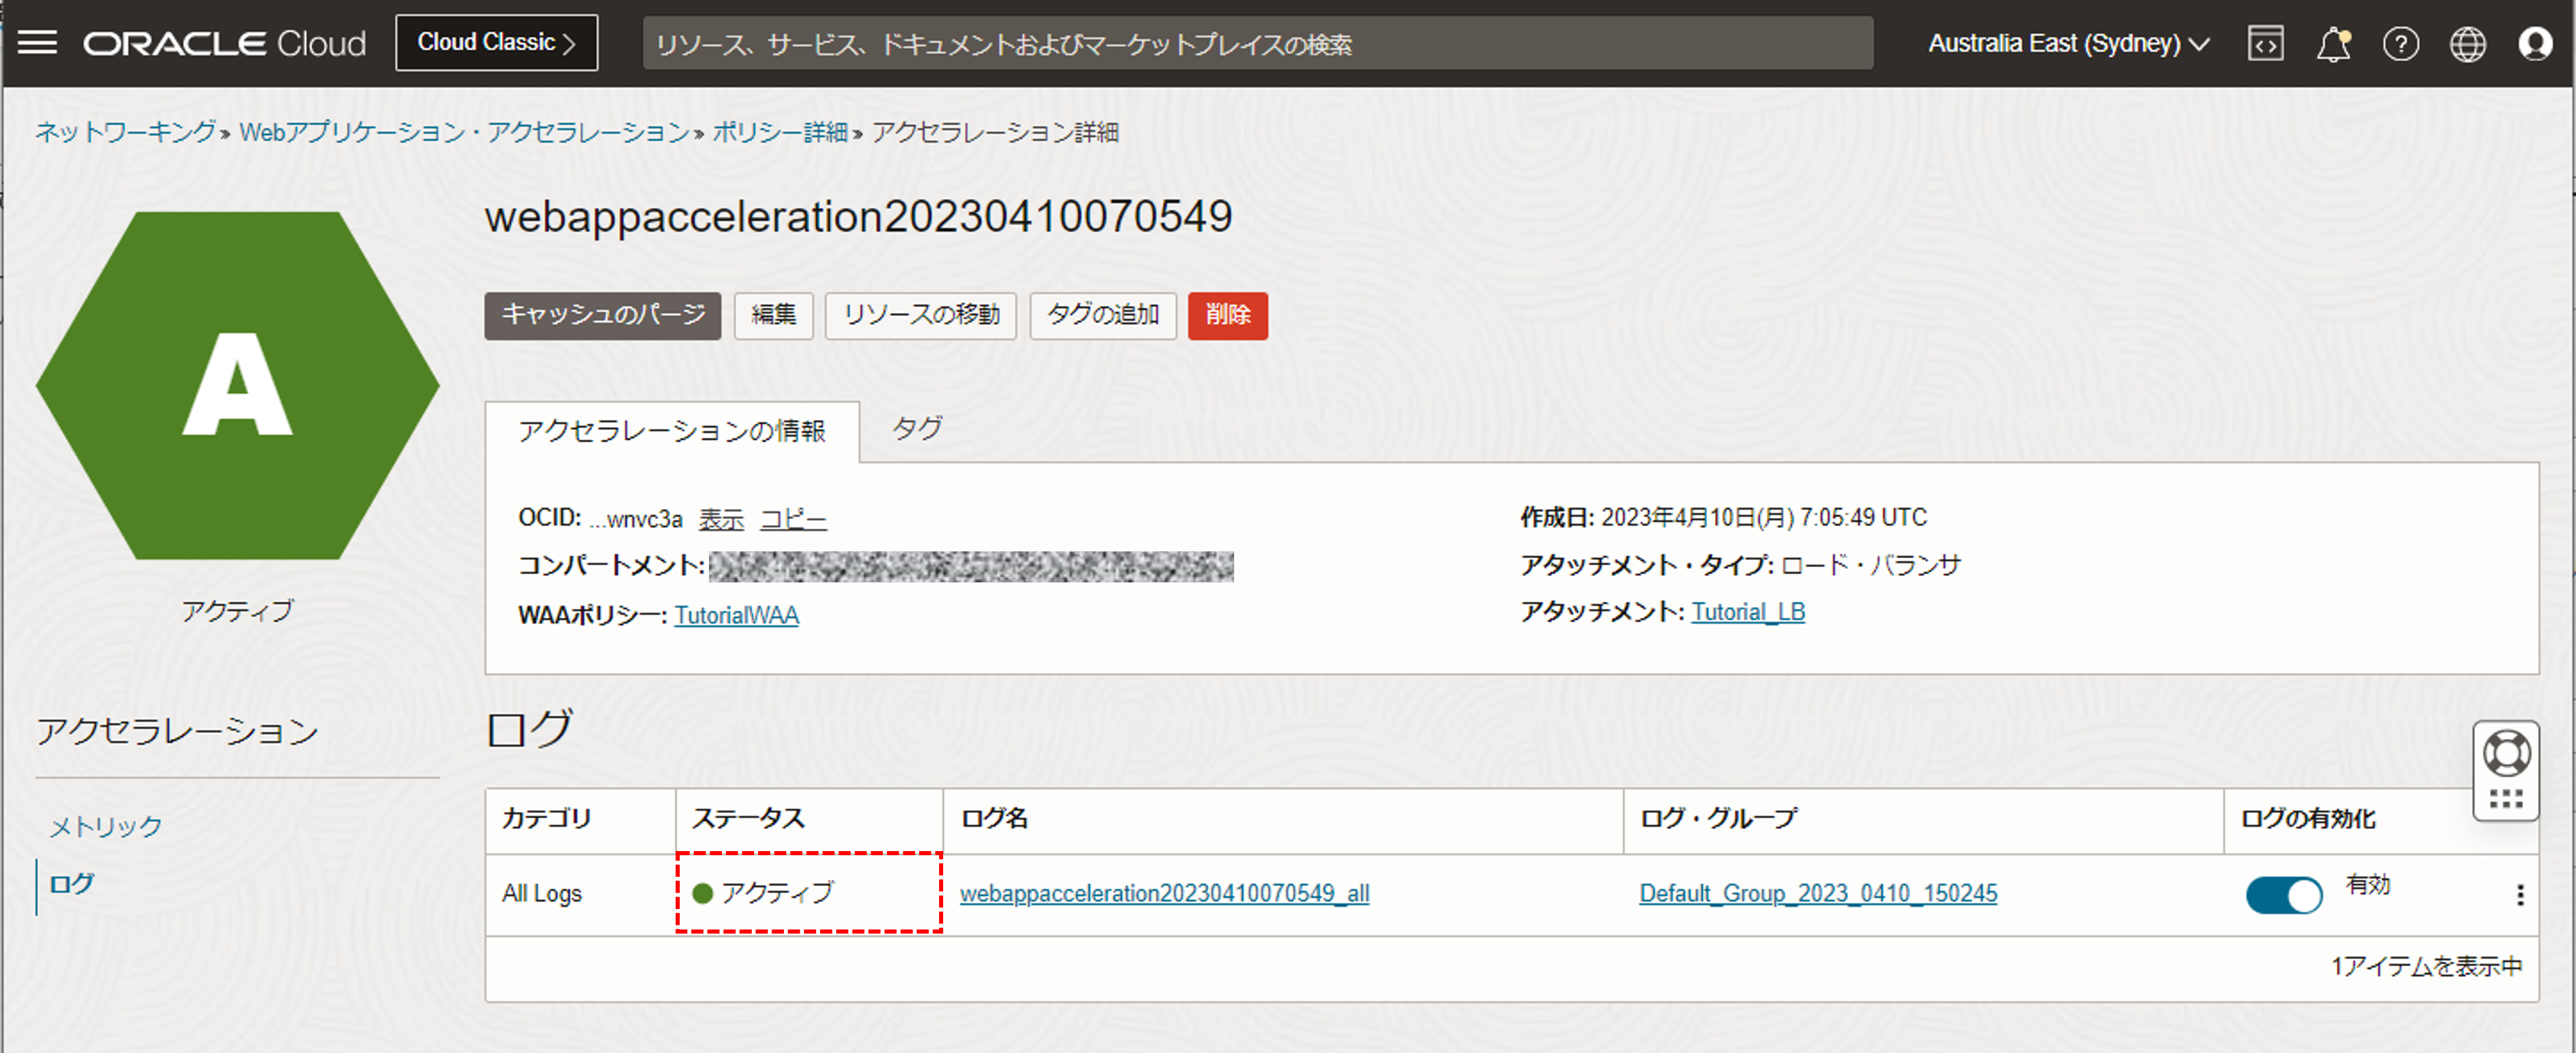 ORACLE Cloud
Cloud Classic >
リソース、サービス、ドキュメントおよびマーケットプレイスの検索
Australia East (Sydney)
ネットワーキング » Webアプリケーション・アクセラレーション » ポリシー詳細 » アクセラレーション詳細
A
アクティブ
webappacceleration20230410070549
キャッシュのパージ 編集 リソースの移動 タグの追加 削除
アクセラレーションの情報 タグ
OCID: ...wnvc3a 表示 コピー
コンパートメント:
WAAポリシー: TutorialWAA
作成日: 2023年4月10日(月) 7:05:49 UTC
アタッチメント・タイプ: ロード・バランサ
アタッチメント: Tutorial_LB
アクセラレーション
メトリック
ログ
ログ
カテゴリ ステータス ログ名 ログ・グループ ログの有効化
All Logs アクティブ webappacceleration20230410070549_all Default_Group_2023_0410_150245 有効
1アイテムを表示中